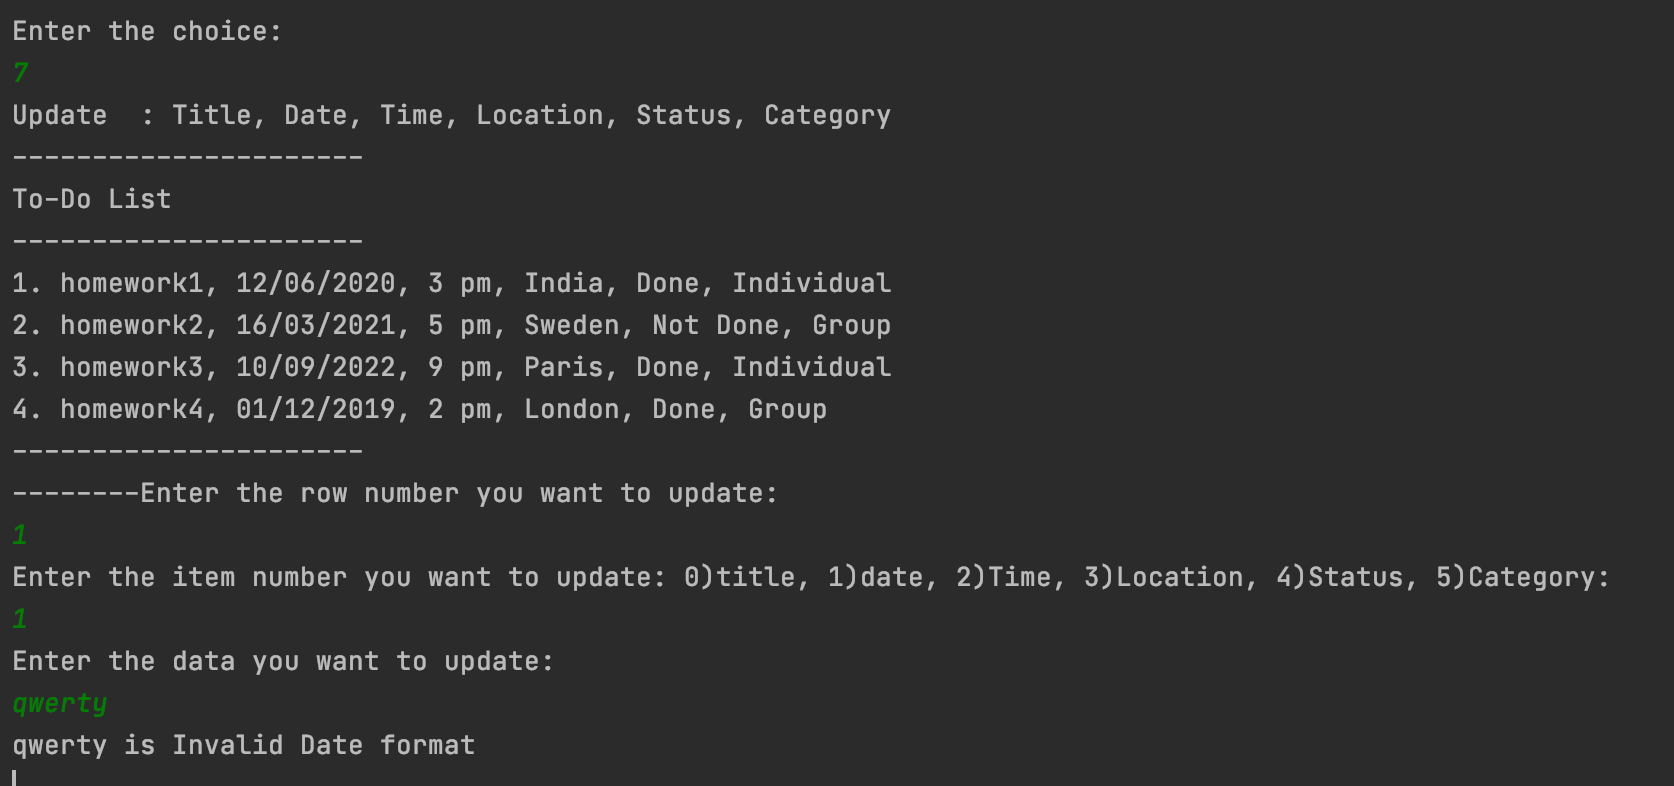 Enter the choice:
7
Update  : Title, Date, Time, Location, Status, Category
----------------------
To-Do List
----------------------
1. homework1, 12/06/2020, 3 pm, India, Done, Individual
2. homework2, 16/03/2021, 5 pm, Sweden, Not Done, Group
3. homework3, 10/09/2022, 9 pm, Paris, Done, Individual
4. homework4, 01/12/2019, 2 pm, London, Done, Group
----------------------
--------Enter the row number you want to update:
1
Enter the item number you want to update: 0)title, 1)date, 2)Time, 3)Location, 4)Status, 5)Category:
1
Enter the data you want to update:
qwerty
qwerty is Invalid Date format